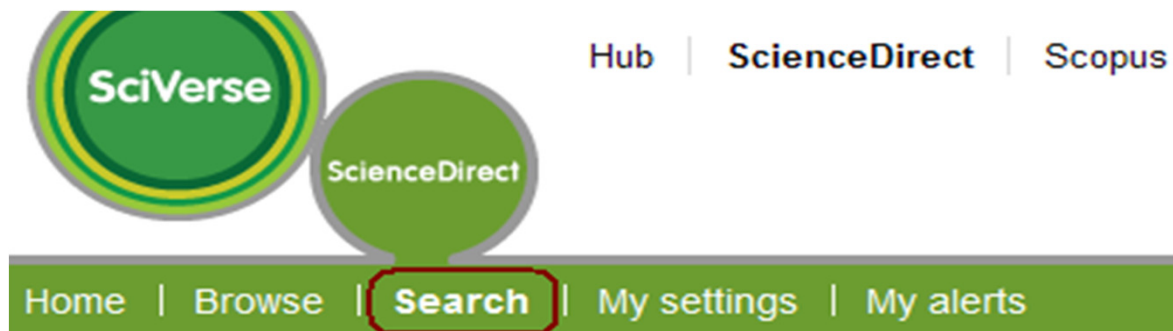 Hub | ScienceDirect | Scopus
SciVerse
ScienceDirect
Home | Browse | Search | My settings | My alerts